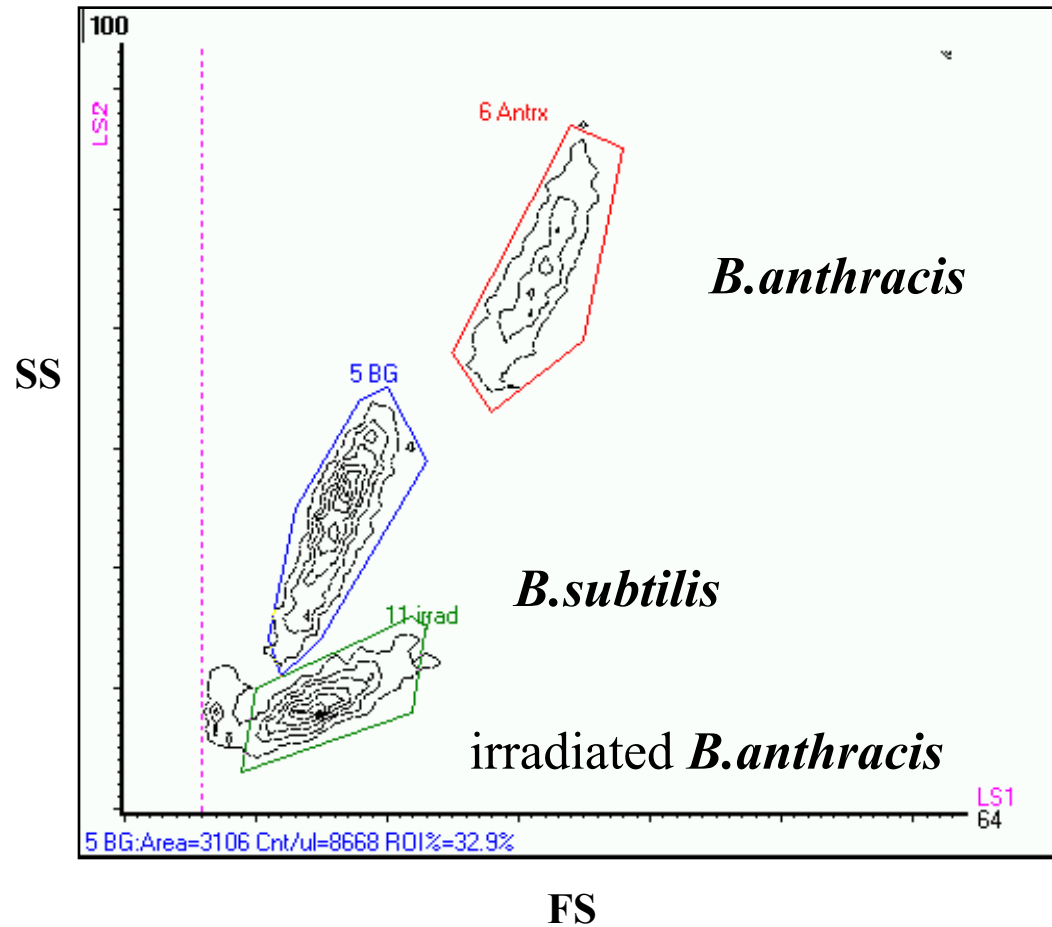 100
LS2
6 Antrx
B.anthracis
SS
5 BG
B.subtilis
11 irrad
irradiated B.anthracis
LS1
64
5 BG:Area=3106 Cnt/ul=8668 ROI%=32.9%
FS